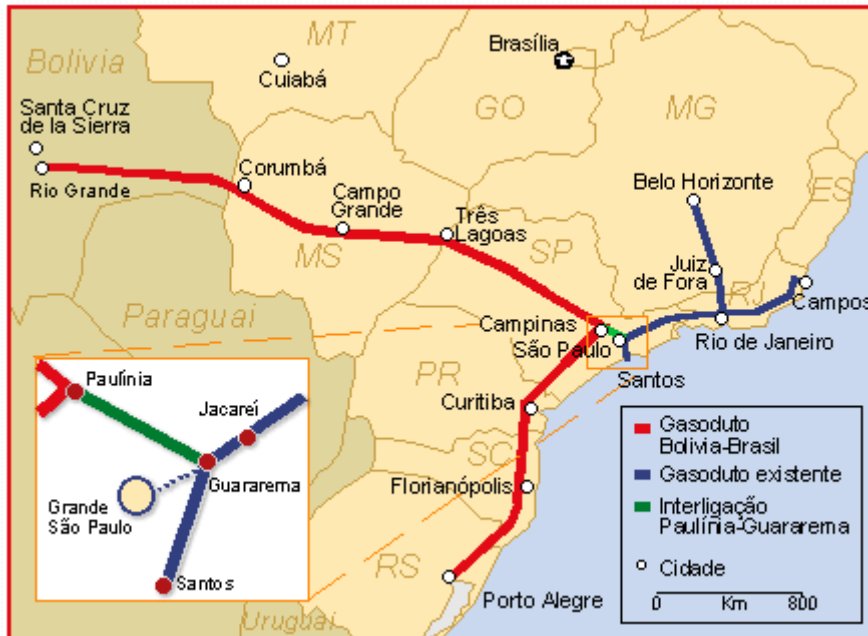 MT
Brasília
Bolivia
Cuiabá
GO
MG
Santa Cruz
de la Sierra
Rio Grande
Corumbá
Belo Horizonte
ES
Campo
Grande
Três
Lagoas
MS
SP
Juiz
de Fora
RJ
Campos
Paraguai
Campinas
São Paulo
Rio de Janeiro
Santos
PR
Curitiba
SC
Florianópolis
RS
Porto Alegre
Uruguai
Paulínia
Jacareí
Guararema
Grande
São Paulo
Santos
Gasoduto
Bolivia-Brasil
Gasoduto existente
Interligação
Paulínia-Guararema
Cidade
0 Km 800